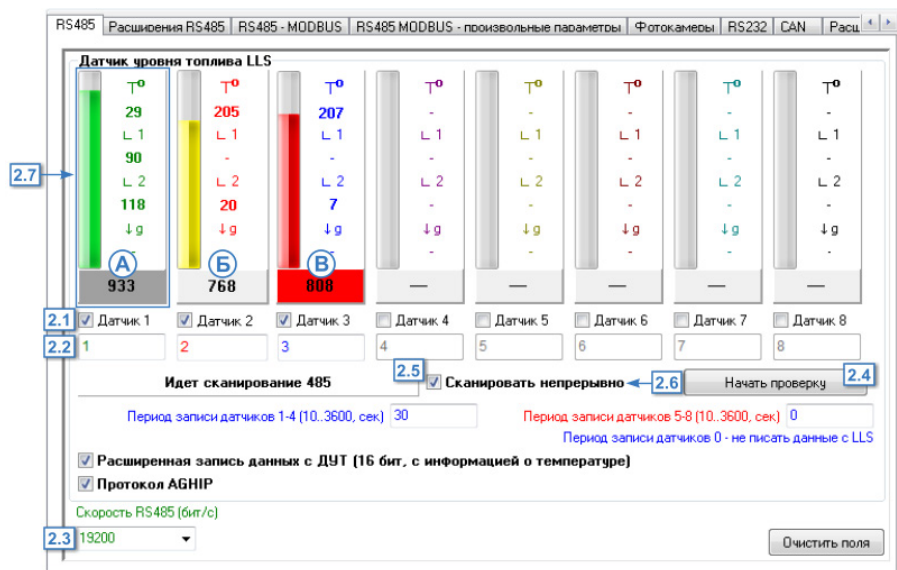 RS485 Расширения RS485 RS485 - MODBUS RS485 MODBUS - произвольные параметры Фотокамеры RS232 CAN Расш
Датчик уровня топлива LLS
T° T° T° T° T° T° T° T°
29 205 207 - - - - -
∟ 1 ∟ 1 ∟ 1 ∟ 1 ∟ 1 ∟ 1 ∟ 1 ∟ 1
90 - - - - - - -
2.7
∟ 2 ∟ 2 ∟ 2 ∟ 2 ∟ 2 ∟ 2 ∟ 2 ∟ 2
118 20 7 - - - - -
↓g ↓g ↓g ↓g ↓g ↓g ↓g ↓g
А - Б - В - - - - - -
933 768 808 — — — — —
2.1 Датчик 1 Датчик 2 Датчик 3 Датчик 4 Датчик 5 Датчик 6 Датчик 7 Датчик 8
2.2 1 2 3 4 5 6 7 8
Идет сканирование 485 2.5 Сканировать непрерывно 2.6 Начать проверку 2.4
Период записи датчиков 1-4 (10..3600, сек) 30 Период записи датчиков 5-8 (10..3600, сек) 0
Период записи датчиков 0 - не писать данные с LLS
Расширенная запись данных с ДУТ (16 бит, с информацией о температуре)
Протокол AGHIP
Скорость RS485 (бит/с)
2.3 19200 Очистить поля